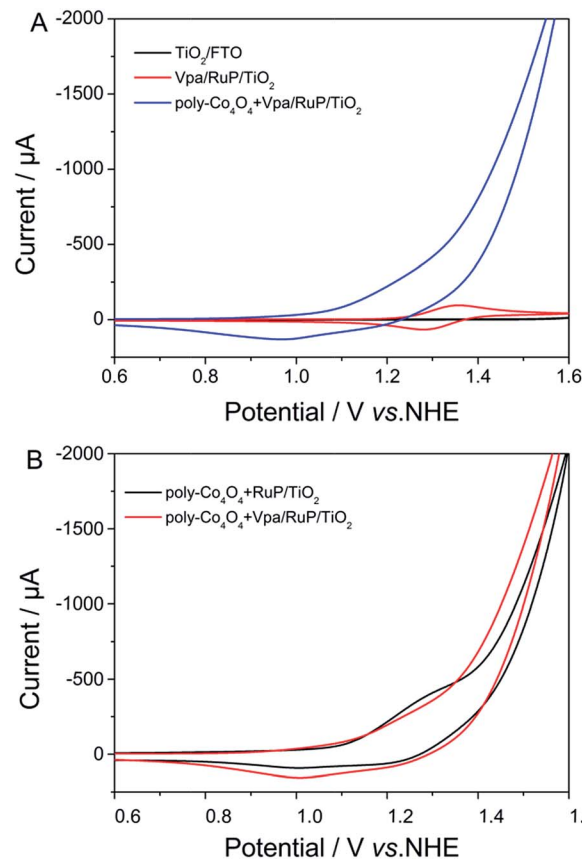 A
-2000
TiO₂/FTO
Vpa/RuP/TiO₂
poly-Co₄O₄+Vpa/RuP/TiO₂
-1500
-1000
-500
0
Current / µA
0.6 0.8 1.0 1.2 1.4 1.6
Potential / V vs.NHE
B
-2000
poly-Co₄O₄+RuP/TiO₂
poly-Co₄O₄+Vpa/RuP/TiO₂
-1500
-1000
-500
0
Current / µA
0.6 0.8 1.0 1.2 1.4 1.
Potential / V vs.NHE